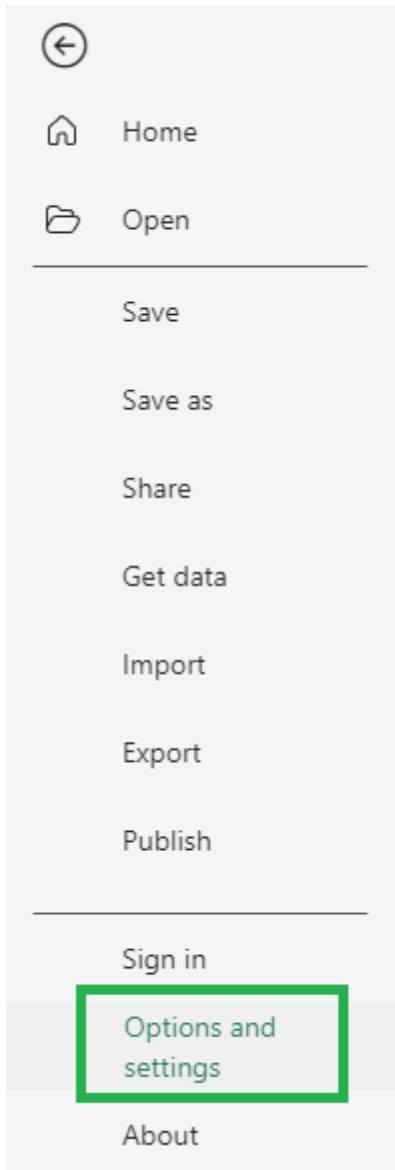 Home
Open
Save
Save as
Share
Get data
Import
Export
Publish
Sign in
Options and
settings
About